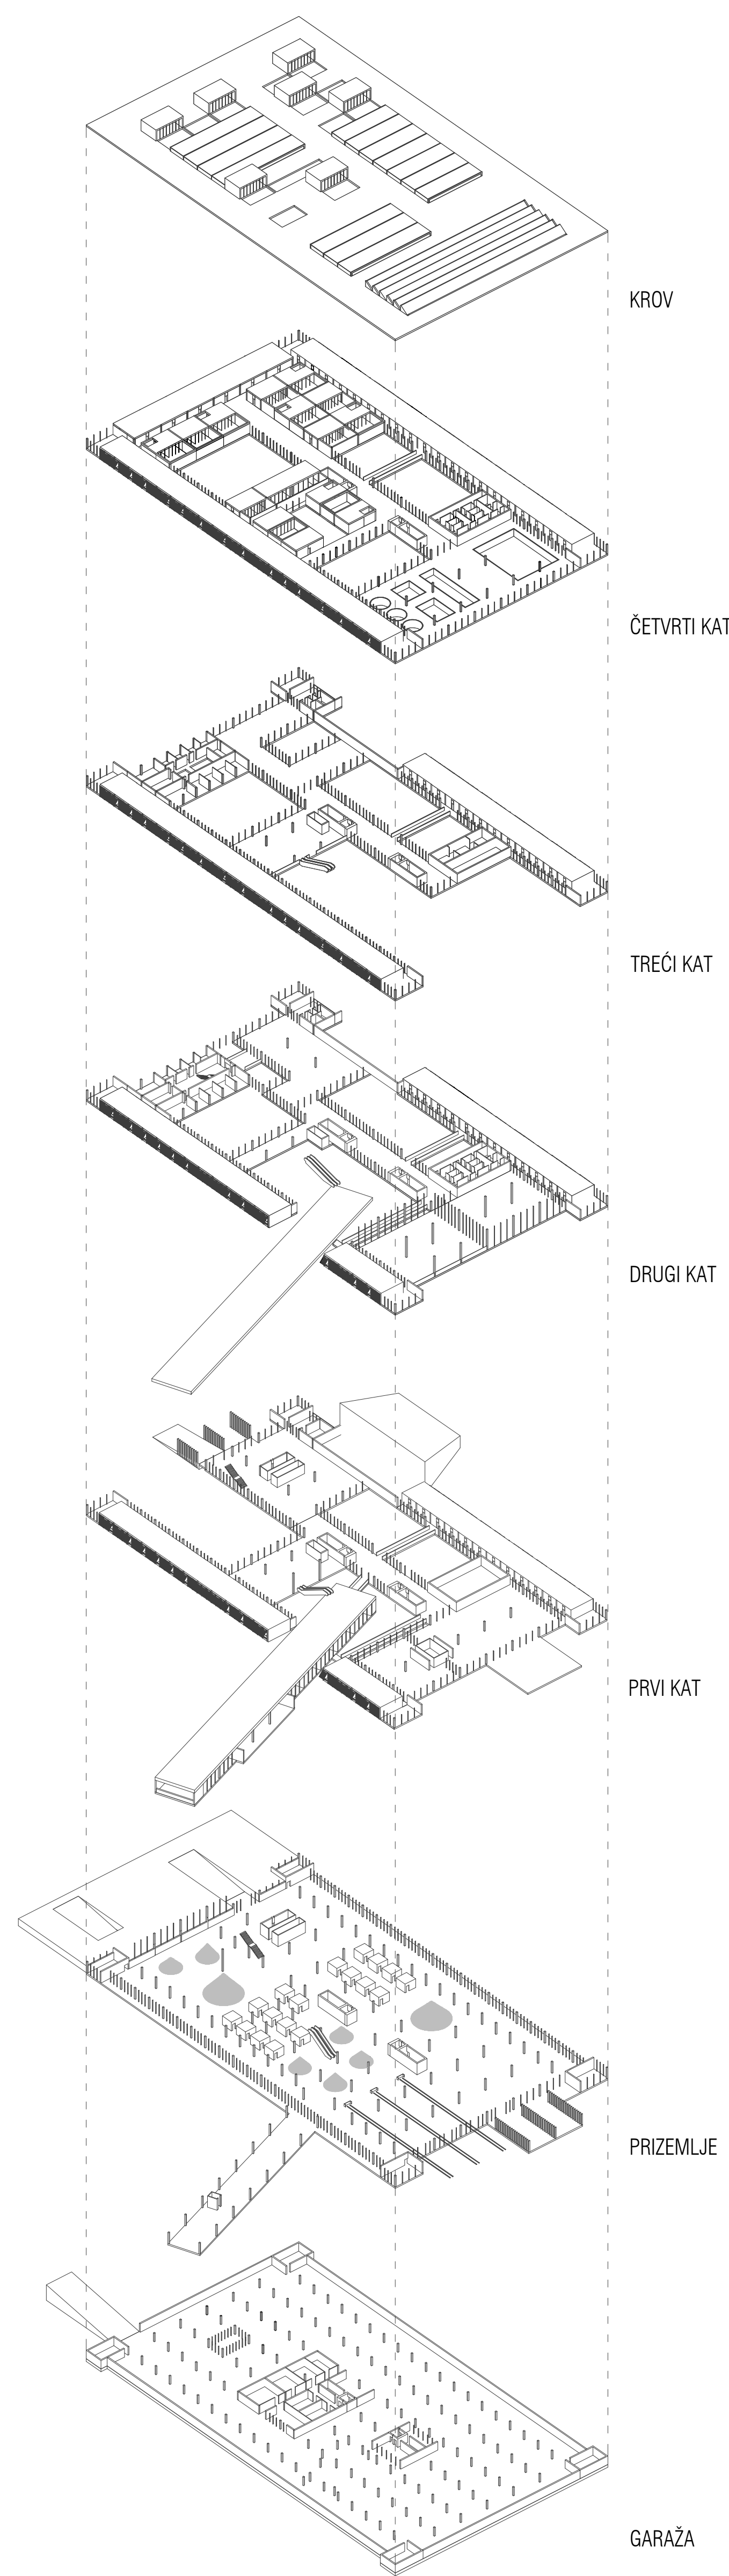 KROV
ČETVRTI KAT
TREĆI KAT
DRUGI KAT
PRVI KAT
PRIZEMLJE
GARAŽA